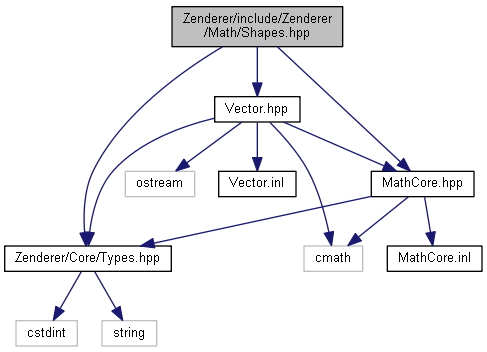 Zenderer/include/Zenderer
/Math/Shapes.hpp
Vector.hpp
ostream
Vector.inl
MathCore.hpp
Zenderer/Core/Types.hpp
cmath
MathCore.inl
cstdint
string